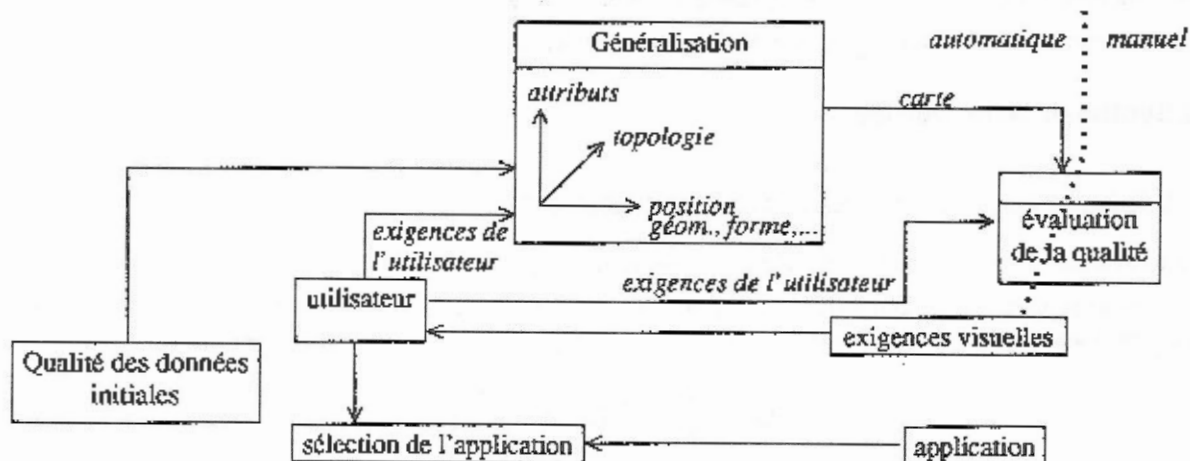 Généralisation
automatique
manuel
attributs
carte
topologie
position
géom., forme,...
exigences de
l'utilisateur
évaluation
de la qualité
exigences de l'utilisateur
utilisateur
exigences visuelles
Qualité des données
initiales
sélection de l'application
application